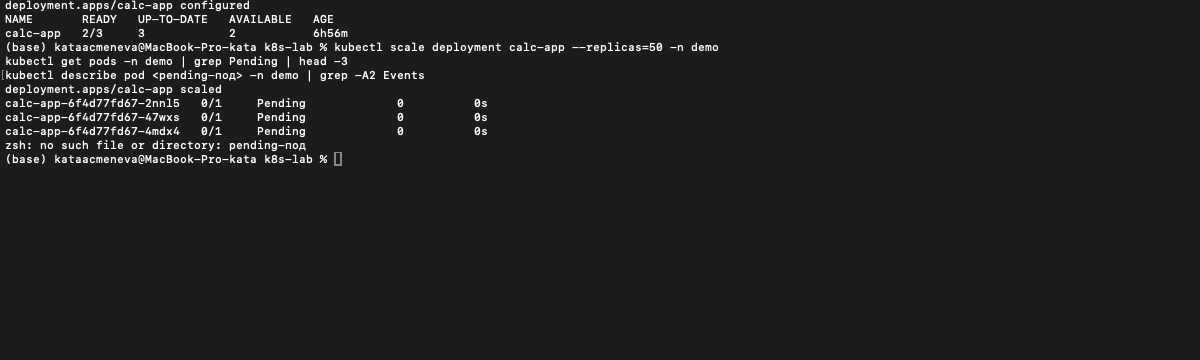 deployment.apps/calc-app configured
NAME       READY   UP-TO-DATE   AVAILABLE   AGE
calc-app   2/3     3            2           6h56m
(base) kataacmeneva@MacBook-Pro-kata k8s-lab % kubectl scale deployment calc-app --replicas=50 -n demo
kubectl get pods -n demo | grep Pending | head -3
[kubectl describe pod <pending-под> -n demo | grep -A2 Events
deployment.apps/calc-app scaled
calc-app-6f4d77fd67-2nnl5   0/1     Pending             0          0s
calc-app-6f4d77fd67-47wxs   0/1     Pending             0          0s
calc-app-6f4d77fd67-4mdx4   0/1     Pending             0          0s
zsh: no such file or directory: pending-под
(base) kataacmeneva@MacBook-Pro-kata k8s-lab %